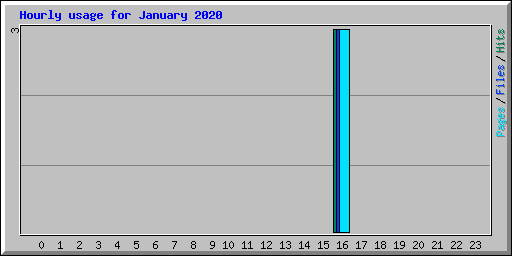 Hourly usage for January 2020
3
Pages/Files/Hits
0 1 2 3 4 5 6 7 8 9 10 11 12 13 14 15 16 17 18 19 20 21 22 23